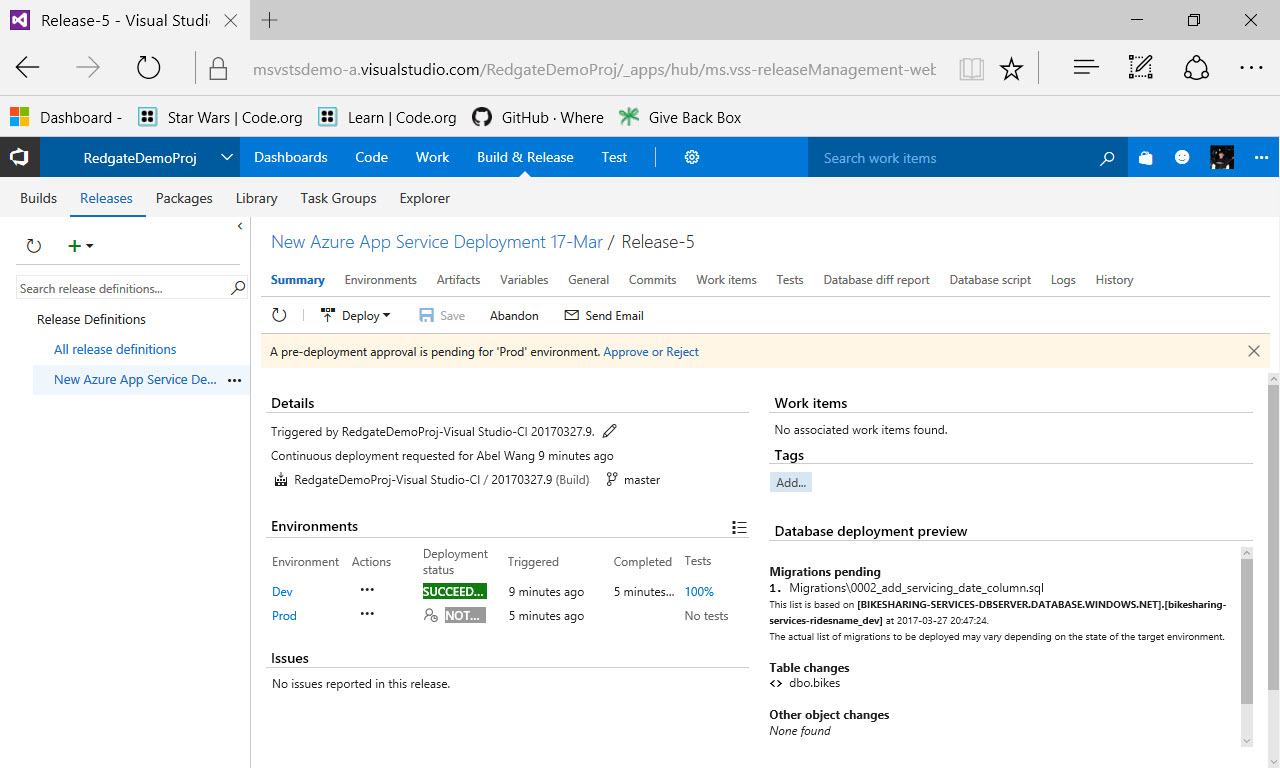 Release-5 - Visual Studi
msvstsdemo-a.visualstudio.com/RedgateDemoProj/_apps/hub/ms.vss-releaseManagement-web
Dashboard - Star Wars | Code.org Learn | Code.org GitHub · Where Give Back Box
RedgateDemoProj Dashboards Code Work Build & Release Test Search work items
Builds Releases Packages Library Task Groups Explorer
New Azure App Service Deployment 17-Mar / Release-5
Search release definitions...
Release Definitions
All release definitions
New Azure App Service De... ...
Summary Environments Artifacts Variables General Commits Work items Tests Database diff report Database script Logs History
Deploy Save Abandon Send Email
A pre-deployment approval is pending for 'Prod' environment. Approve or Reject
Details
Triggered by RedgateDemoProj-Visual Studio-CI 20170327.9.
Continuous deployment requested for Abel Wang 9 minutes ago
RedgateDemoProj-Visual Studio-CI / 20170327.9 (Build) master
Environments
Environment Actions Deployment status Triggered Completed Tests
Dev ... SUCCEED... 9 minutes ago 5 minutes... 100%
Prod ... NOT... 5 minutes ago No tests
Issues
No issues reported in this release.
Work items
No associated work items found.
Tags
Add...
Database deployment preview
Migrations pending
1. Migrations\0002_add_servicing_date_column.sql
This list is based on [BIKESHARING-SERVICES-DBSERVER.DATABASE.WINDOWS.NET].[bikesharing-
services-ridesname_dev] at 2017-03-27 20:47:24.
The actual list of migrations to be deployed may vary depending on the state of the target environment.
Table changes
<> dbo.bikes
Other object changes
None found